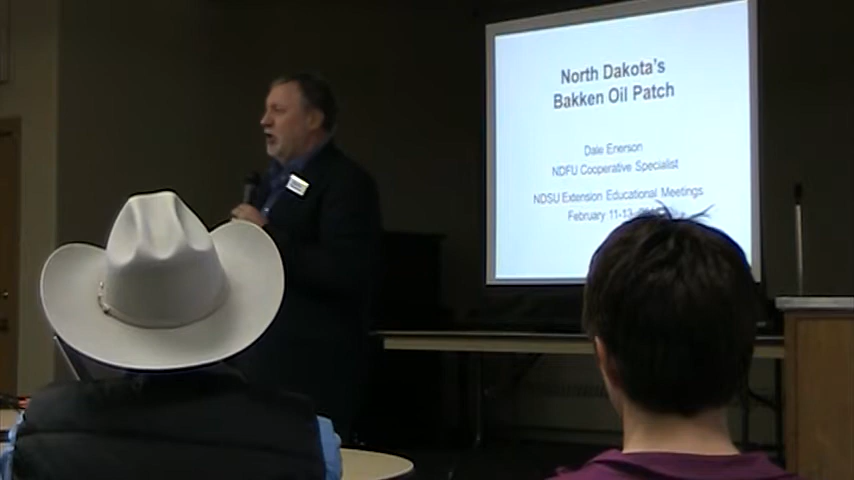 North Dakota's
Bakken Oil Patch
Dale Enerson
NDFU Cooperative Specialist
NDSU Extension Educational Meetings
February 11-13,